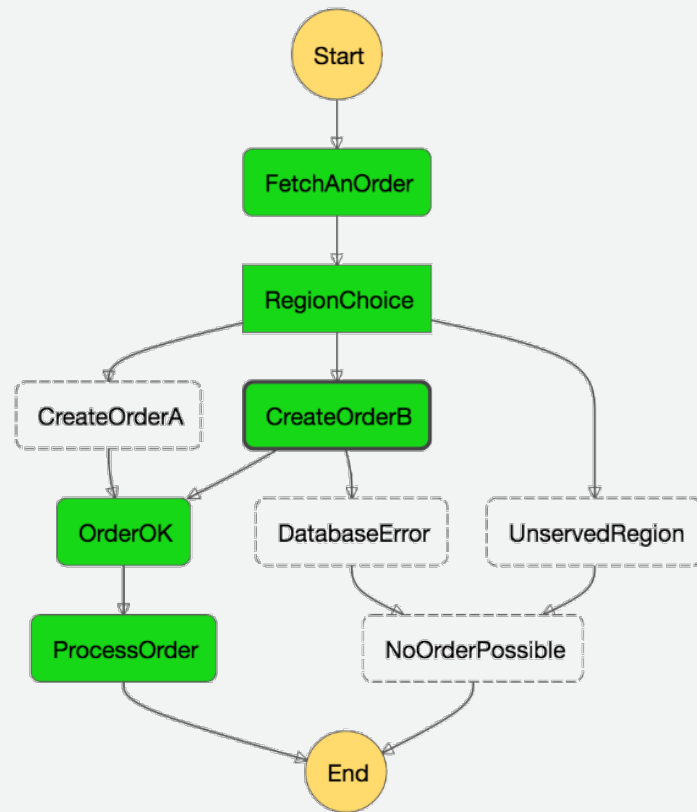 Start
FetchAnOrder
RegionChoice
CreateOrderA
CreateOrderB
OrderOK
DatabaseError
UnservedRegion
ProcessOrder
NoOrderPossible
End